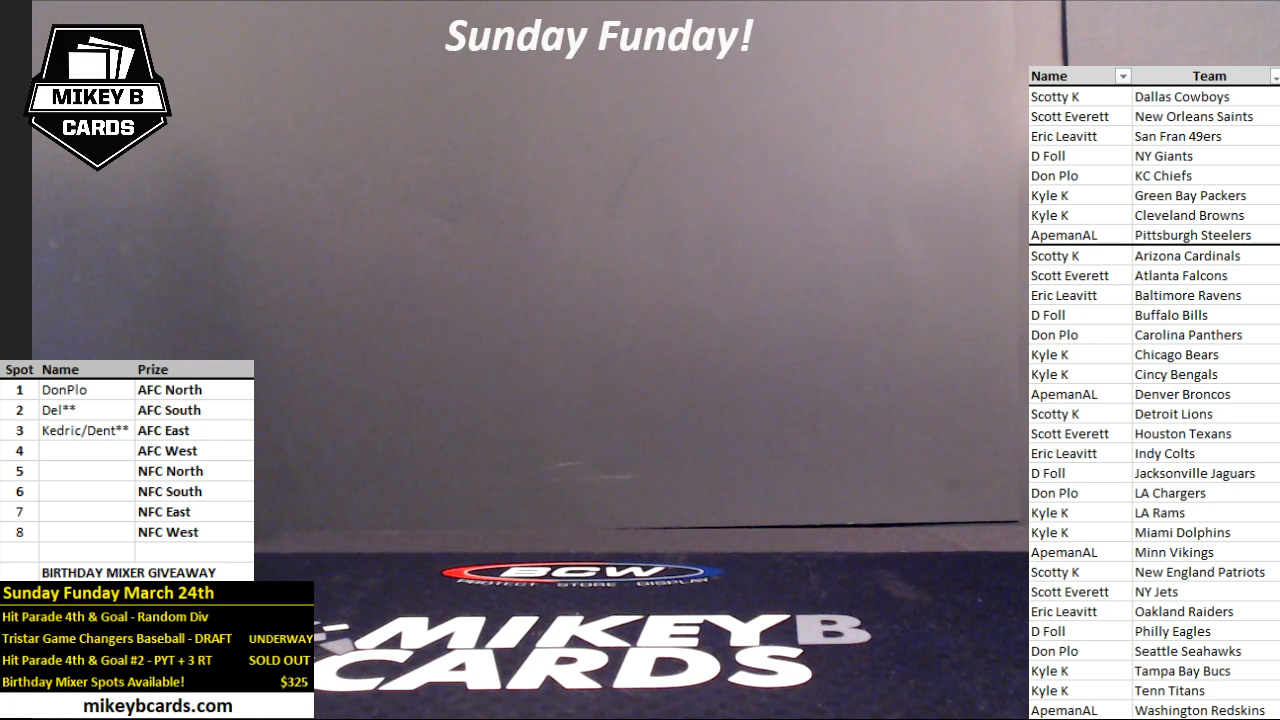 Sunday Funday!
MIKEY B
CARDS
Name Team
Scotty K Dallas Cowboys
Scott Everett New Orleans Saints
Eric Leavitt San Fran 49ers
D Foll NY Giants
Don Plo KC Chiefs
Kyle K Green Bay Packers
Kyle K Cleveland Browns
ApemanAL Pittsburgh Steelers
Scotty K Arizona Cardinals
Scott Everett Atlanta Falcons
Eric Leavitt Baltimore Ravens
D Foll Buffalo Bills
Don Plo Carolina Panthers
Kyle K Chicago Bears
Kyle K Cincy Bengals
ApemanAL Denver Broncos
Scotty K Detroit Lions
Scott Everett Houston Texans
Eric Leavitt Indy Colts
D Foll Jacksonville Jaguars
Don Plo LA Chargers
Kyle K LA Rams
Kyle K Miami Dolphins
ApemanAL Minn Vikings
Scotty K New England Patriots
Scott Everett NY Jets
Eric Leavitt Oakland Raiders
D Foll Philly Eagles
Don Plo Seattle Seahawks
Kyle K Tampa Bay Bucs
Kyle K Tenn Titans
ApemanAL Washington Redskins
Spot Name Prize
1 DonPlo AFC North
2 Del** AFC South
3 Kedric/Dent** AFC East
4 AFC West
5 NFC North
6 NFC South
7 NFC East
8 NFC West
BIRTHDAY MIXER GIVEAWAY
Sunday Funday March 24th
Hit Parade 4th & Goal - Random Div
Tristar Game Changers Baseball - DRAFT UNDERWAY
Hit Parade 4th & Goal #2 - PYT + 3 RT SOLD OUT
Birthday Mixer Spots Available! $325
mikeybcards.com
BCW
PROTECT · STORE · DISPLAY
MIKEYB
CARDS